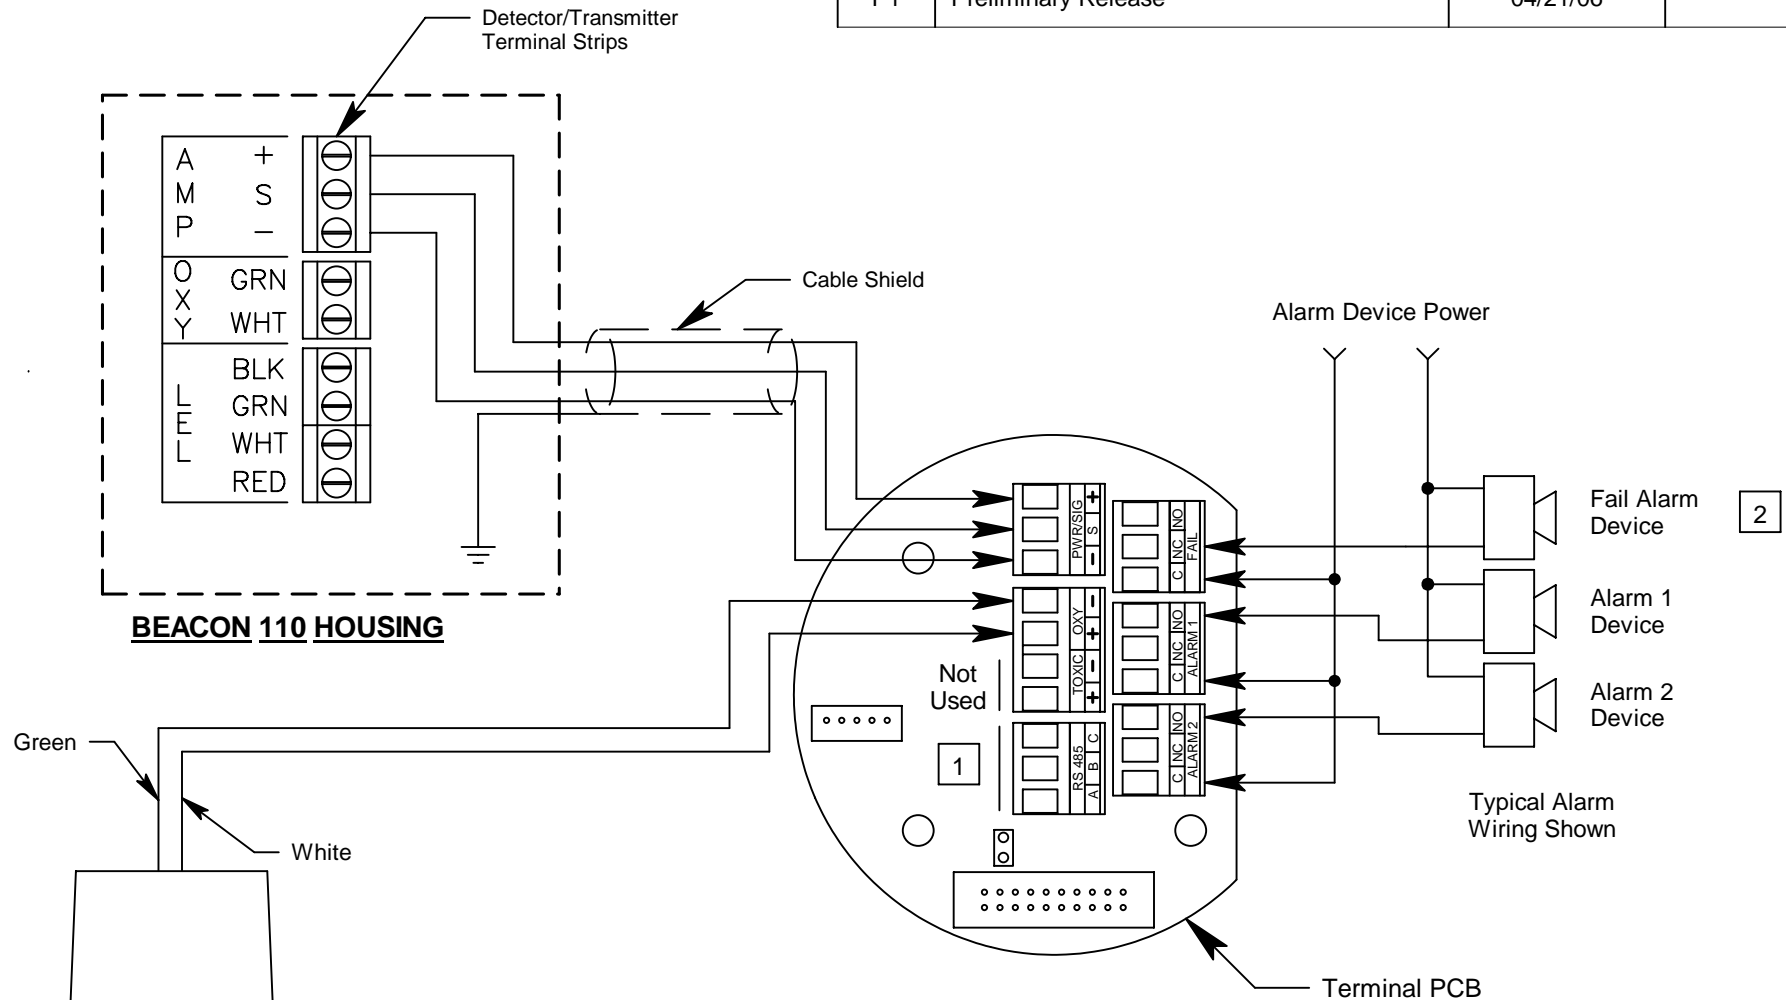 Detector/Transmitter
Terminal Strips
Preliminary Release
A + 
M S
P -
O GRN
X
Y WHT
L BLK
E GRN
L WHT
RED
BEACON 110 HOUSING
Cable Shield
Alarm Device Power
PWR/SIG
- S +
OXY
TOXIC
+ - + -
RS 485
A B C
FAIL
C NC NO
ALARM 1
C NC NO
ALARM 2
C NC NO
Not
Used
1
Fail Alarm
Device
2
Alarm 1
Device
Alarm 2
Device
Typical Alarm
Wiring Shown
Green
White
Terminal PCB